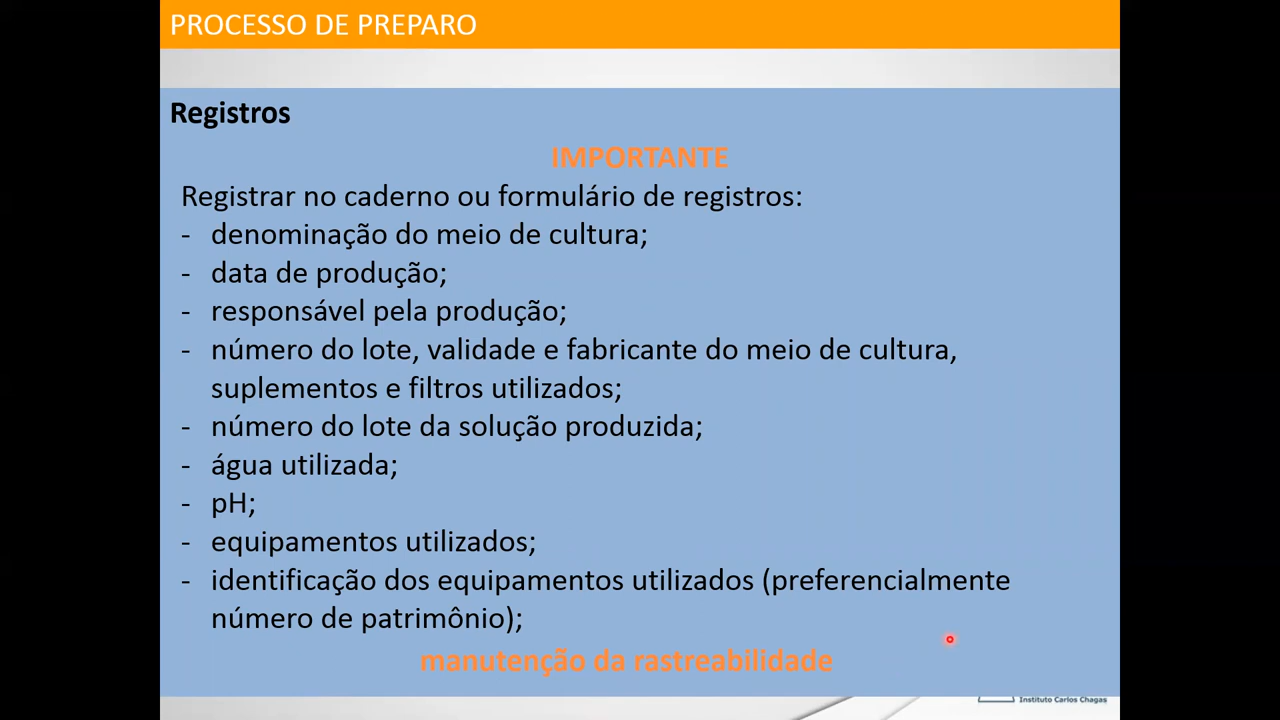 PROCESSO DE PREPARO
Registros
IMPORTANTE
Registrar no caderno ou formulário de registros:
- denominação do meio de cultura;
- data de produção;
- responsável pela produção;
- número do lote, validade e fabricante do meio de cultura,
suplementos e filtros utilizados;
- número do lote da solução produzida;
- água utilizada;
- pH;
- equipamentos utilizados;
- identificação dos equipamentos utilizados (preferencialmente
número de patrimônio);
manutenção da rastreabilidade
Instituto Carlos Chagas